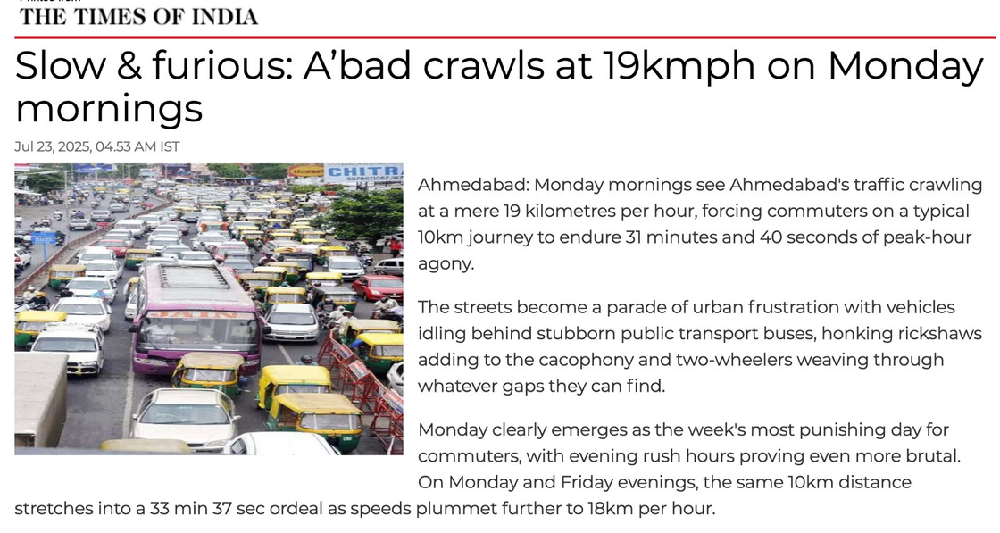 THE TIMES OF INDIA
Slow & furious: A’bad crawls at 19kmph on Monday
mornings
Jul 23, 2025, 04.53 AM IST
CHITR
JAIN
Ahmedabad: Monday mornings see Ahmedabad's traffic crawling
at a mere 19 kilometres per hour, forcing commuters on a typical
10km journey to endure 31 minutes and 40 seconds of peak-hour
agony.
The streets become a parade of urban frustration with vehicles
idling behind stubborn public transport buses, honking rickshaws
adding to the cacophony and two-wheelers weaving through
whatever gaps they can find.
Monday clearly emerges as the week's most punishing day for
commuters, with evening rush hours proving even more brutal.
On Monday and Friday evenings, the same 10km distance
stretches into a 33 min 37 sec ordeal as speeds plummet further to 18km per hour.